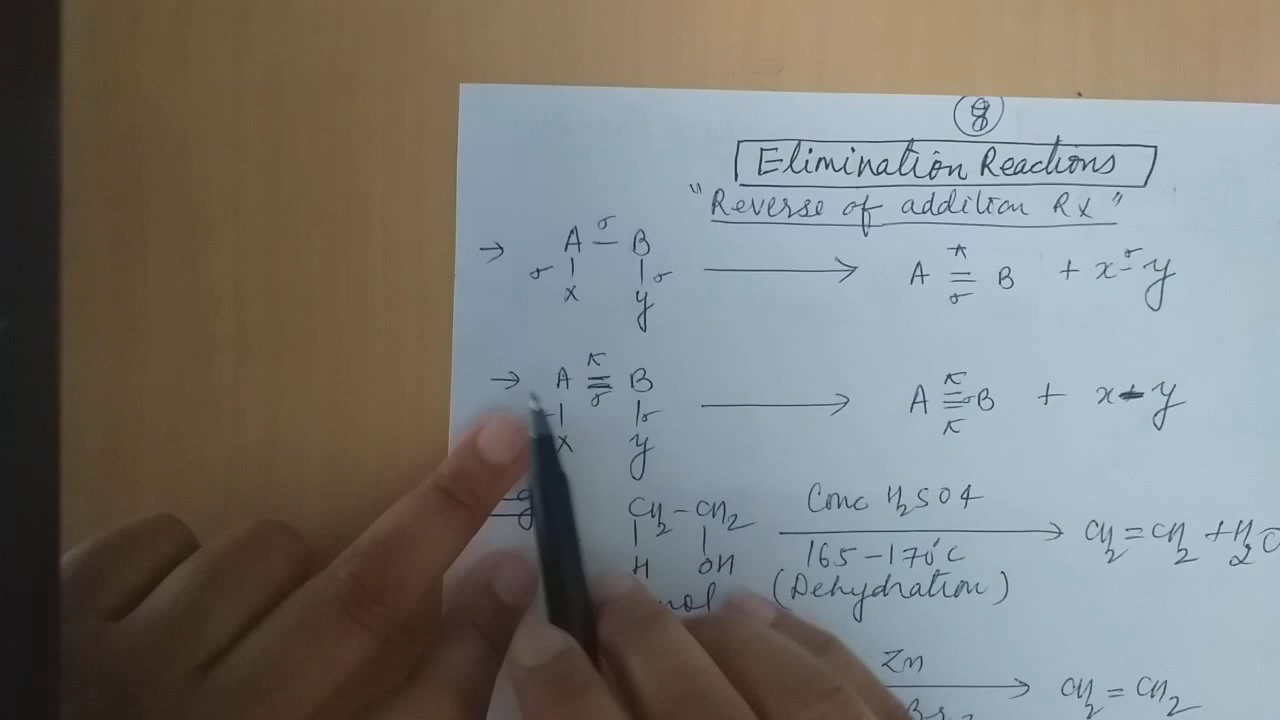 8
Elimination Reactions
"Reverse of addition Rx"
→ A σ— B ⟶ A π=σ B + x σ– y
σ | | σ
x y
→ A π=σ B ⟶ A π≡σ π B + x – y
| | σ
x y
CH2 – CH2 Conc H2SO4 ⟶ CH2 = CH2 + H2O
| | 165–170°C
H OH (Dehydration)
Zn ⟶ CH2 = CH2